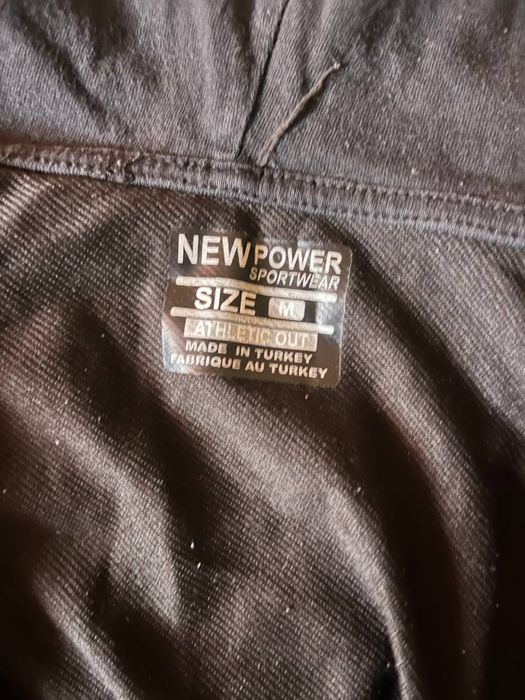 NEWPOWER
SPORTWEAR
SIZE M
ATHLETIC OUT
MADE IN TURKEY
FABRIQUE AU TURKEY